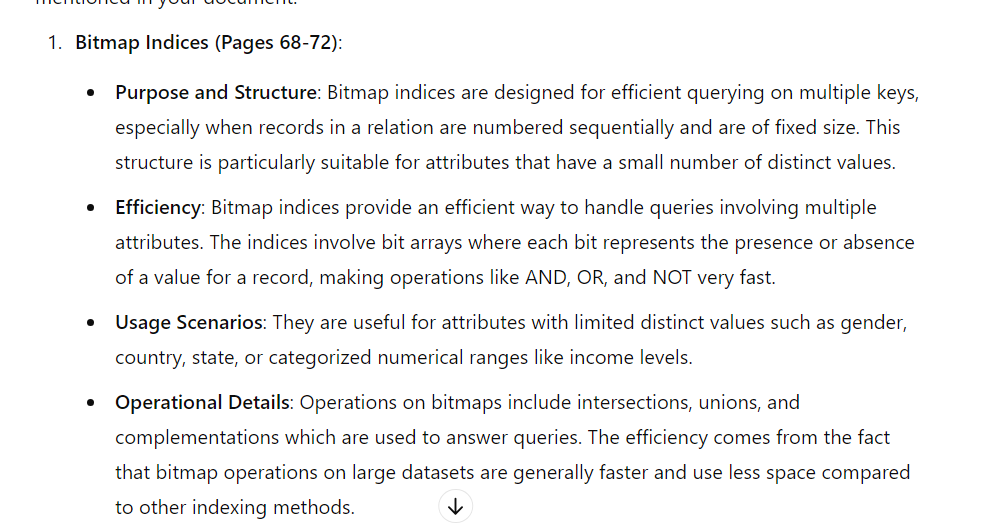 mentioned in your document.
1. Bitmap Indices (Pages 68-72):
• Purpose and Structure: Bitmap indices are designed for efficient querying on multiple keys,
especially when records in a relation are numbered sequentially and are of fixed size. This
structure is particularly suitable for attributes that have a small number of distinct values.
• Efficiency: Bitmap indices provide an efficient way to handle queries involving multiple
attributes. The indices involve bit arrays where each bit represents the presence or absence
of a value for a record, making operations like AND, OR, and NOT very fast.
• Usage Scenarios: They are useful for attributes with limited distinct values such as gender,
country, state, or categorized numerical ranges like income levels.
• Operational Details: Operations on bitmaps include intersections, unions, and
complementations which are used to answer queries. The efficiency comes from the fact
that bitmap operations on large datasets are generally faster and use less space compared
to other indexing methods.